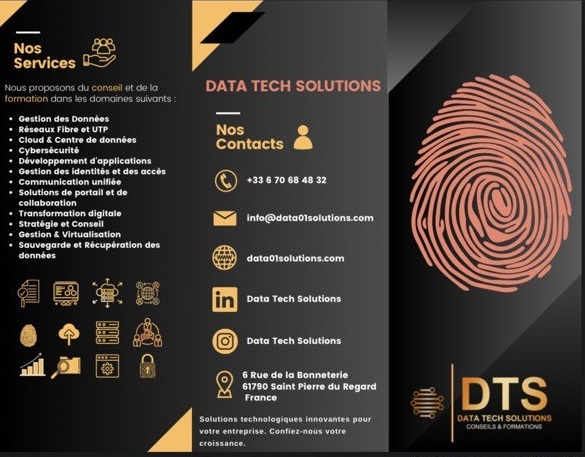 Nos
Services
Nous proposons du conseil et de la
formation dans les domaines suivants :
• Gestion des Données
• Réseaux Fibre et UTP
• Cloud & Centre de données
• Cybersécurité
• Développement d'applications
• Gestion des identités et des accès
• Communication unifiée
• Solutions de portail et de
collaboration
• Transformation digitale
• Stratégie et Conseil
• Gestion & Virtualisation
• Sauvegarde et Récupération des
données
DATA TECH SOLUTIONS
Nos
Contacts
+33 6 70 68 48 32
info@data01solutions.com
data01solutions.com
in Data Tech Solutions
Data Tech Solutions
6 Rue de la Bonneterie
61790 Saint Pierre du Regard
France
Solutions technologiques innovantes pour
votre entreprise. Confiez-nous votre
croissance.
DTS
DATA TECH SOLUTIONS
CONSEILS & FORMATIONS